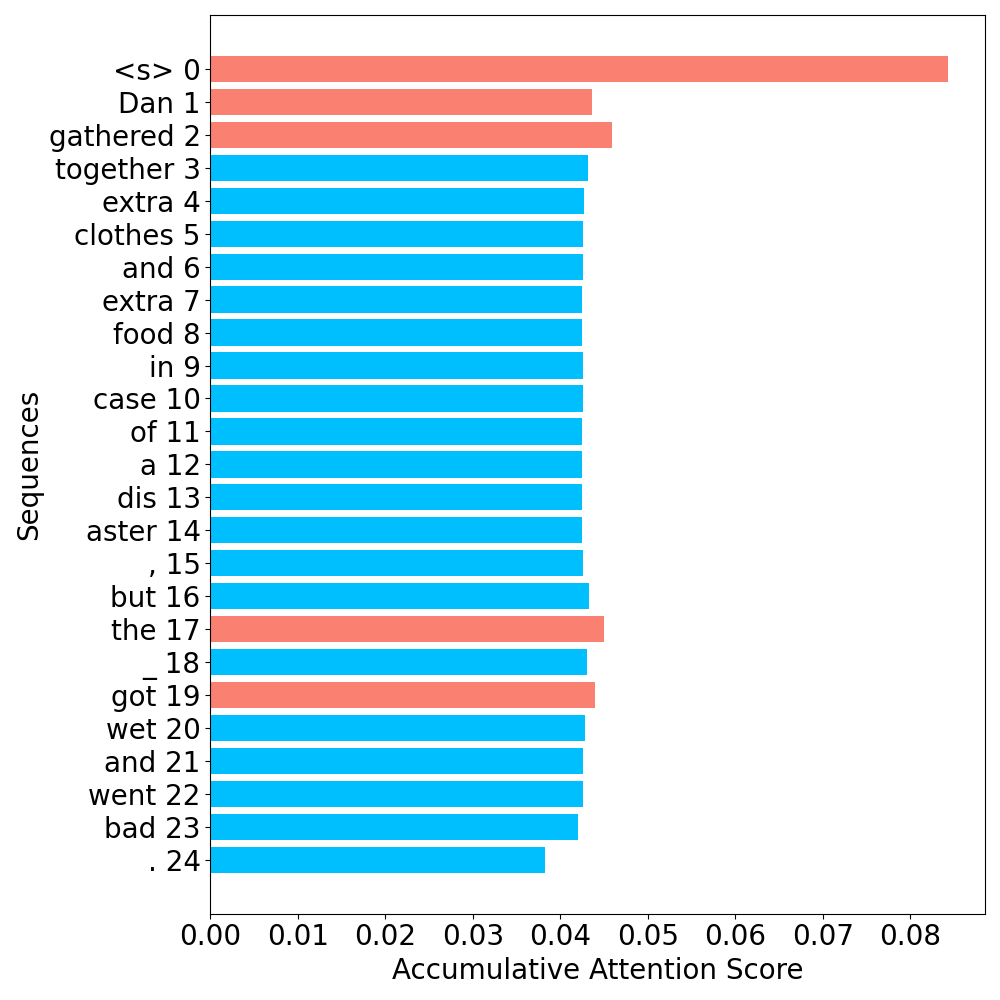 <s> 0
Dan 1
gathered 2
together 3
extra 4
clothes 5
and 6
extra 7
food 8
in 9
case 10
of 11
a 12
dis 13
aster 14
, 15
but 16
the 17
_ 18
got 19
wet 20
and 21
went 22
bad 23
. 24
Sequences
0.00 0.01 0.02 0.03 0.04 0.05 0.06 0.07 0.08
Accumulative Attention Score